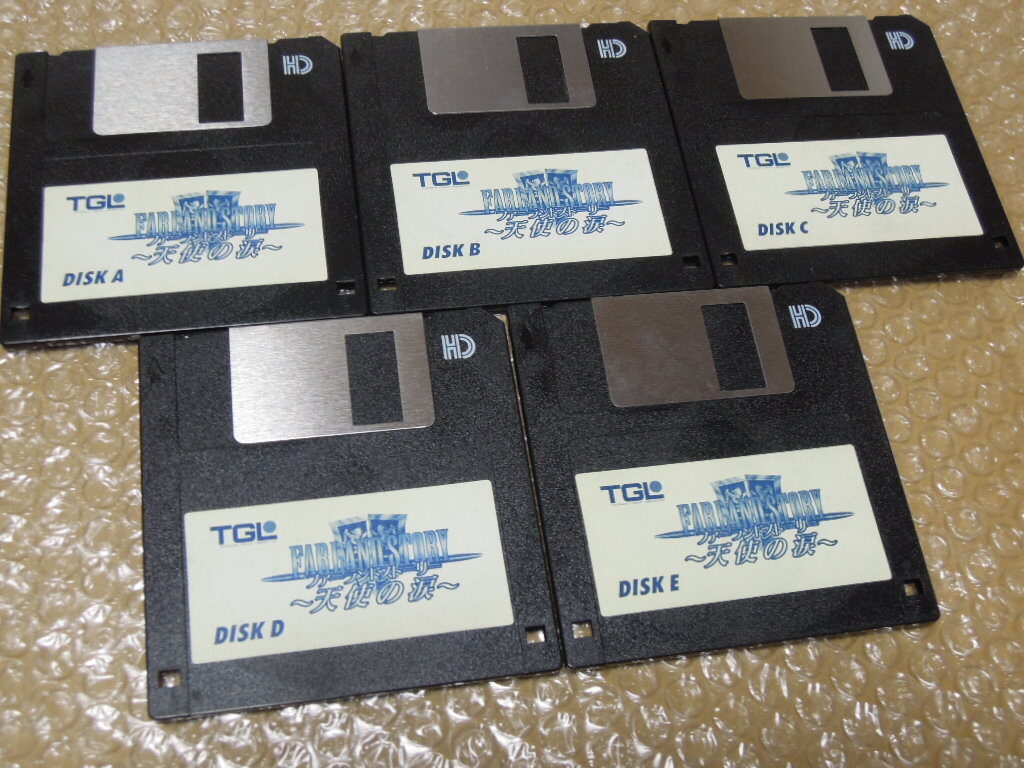 HD
TGL
FARLAND STORY
ファーランドストーリー
~天使の涙~
DISK A
HD
TGL
FARLAND STORY
ファーランドストーリー
~天使の涙~
DISK B
HD
TGL
FARLAND STORY
ファーランドストーリー
~天使の涙~
DISK C
HD
TGL
FARLAND STORY
ファーランドストーリー
~天使の涙~
DISK D
HD
TGL
FARLAND STORY
ファーランドストーリー
~天使の涙~
DISK E